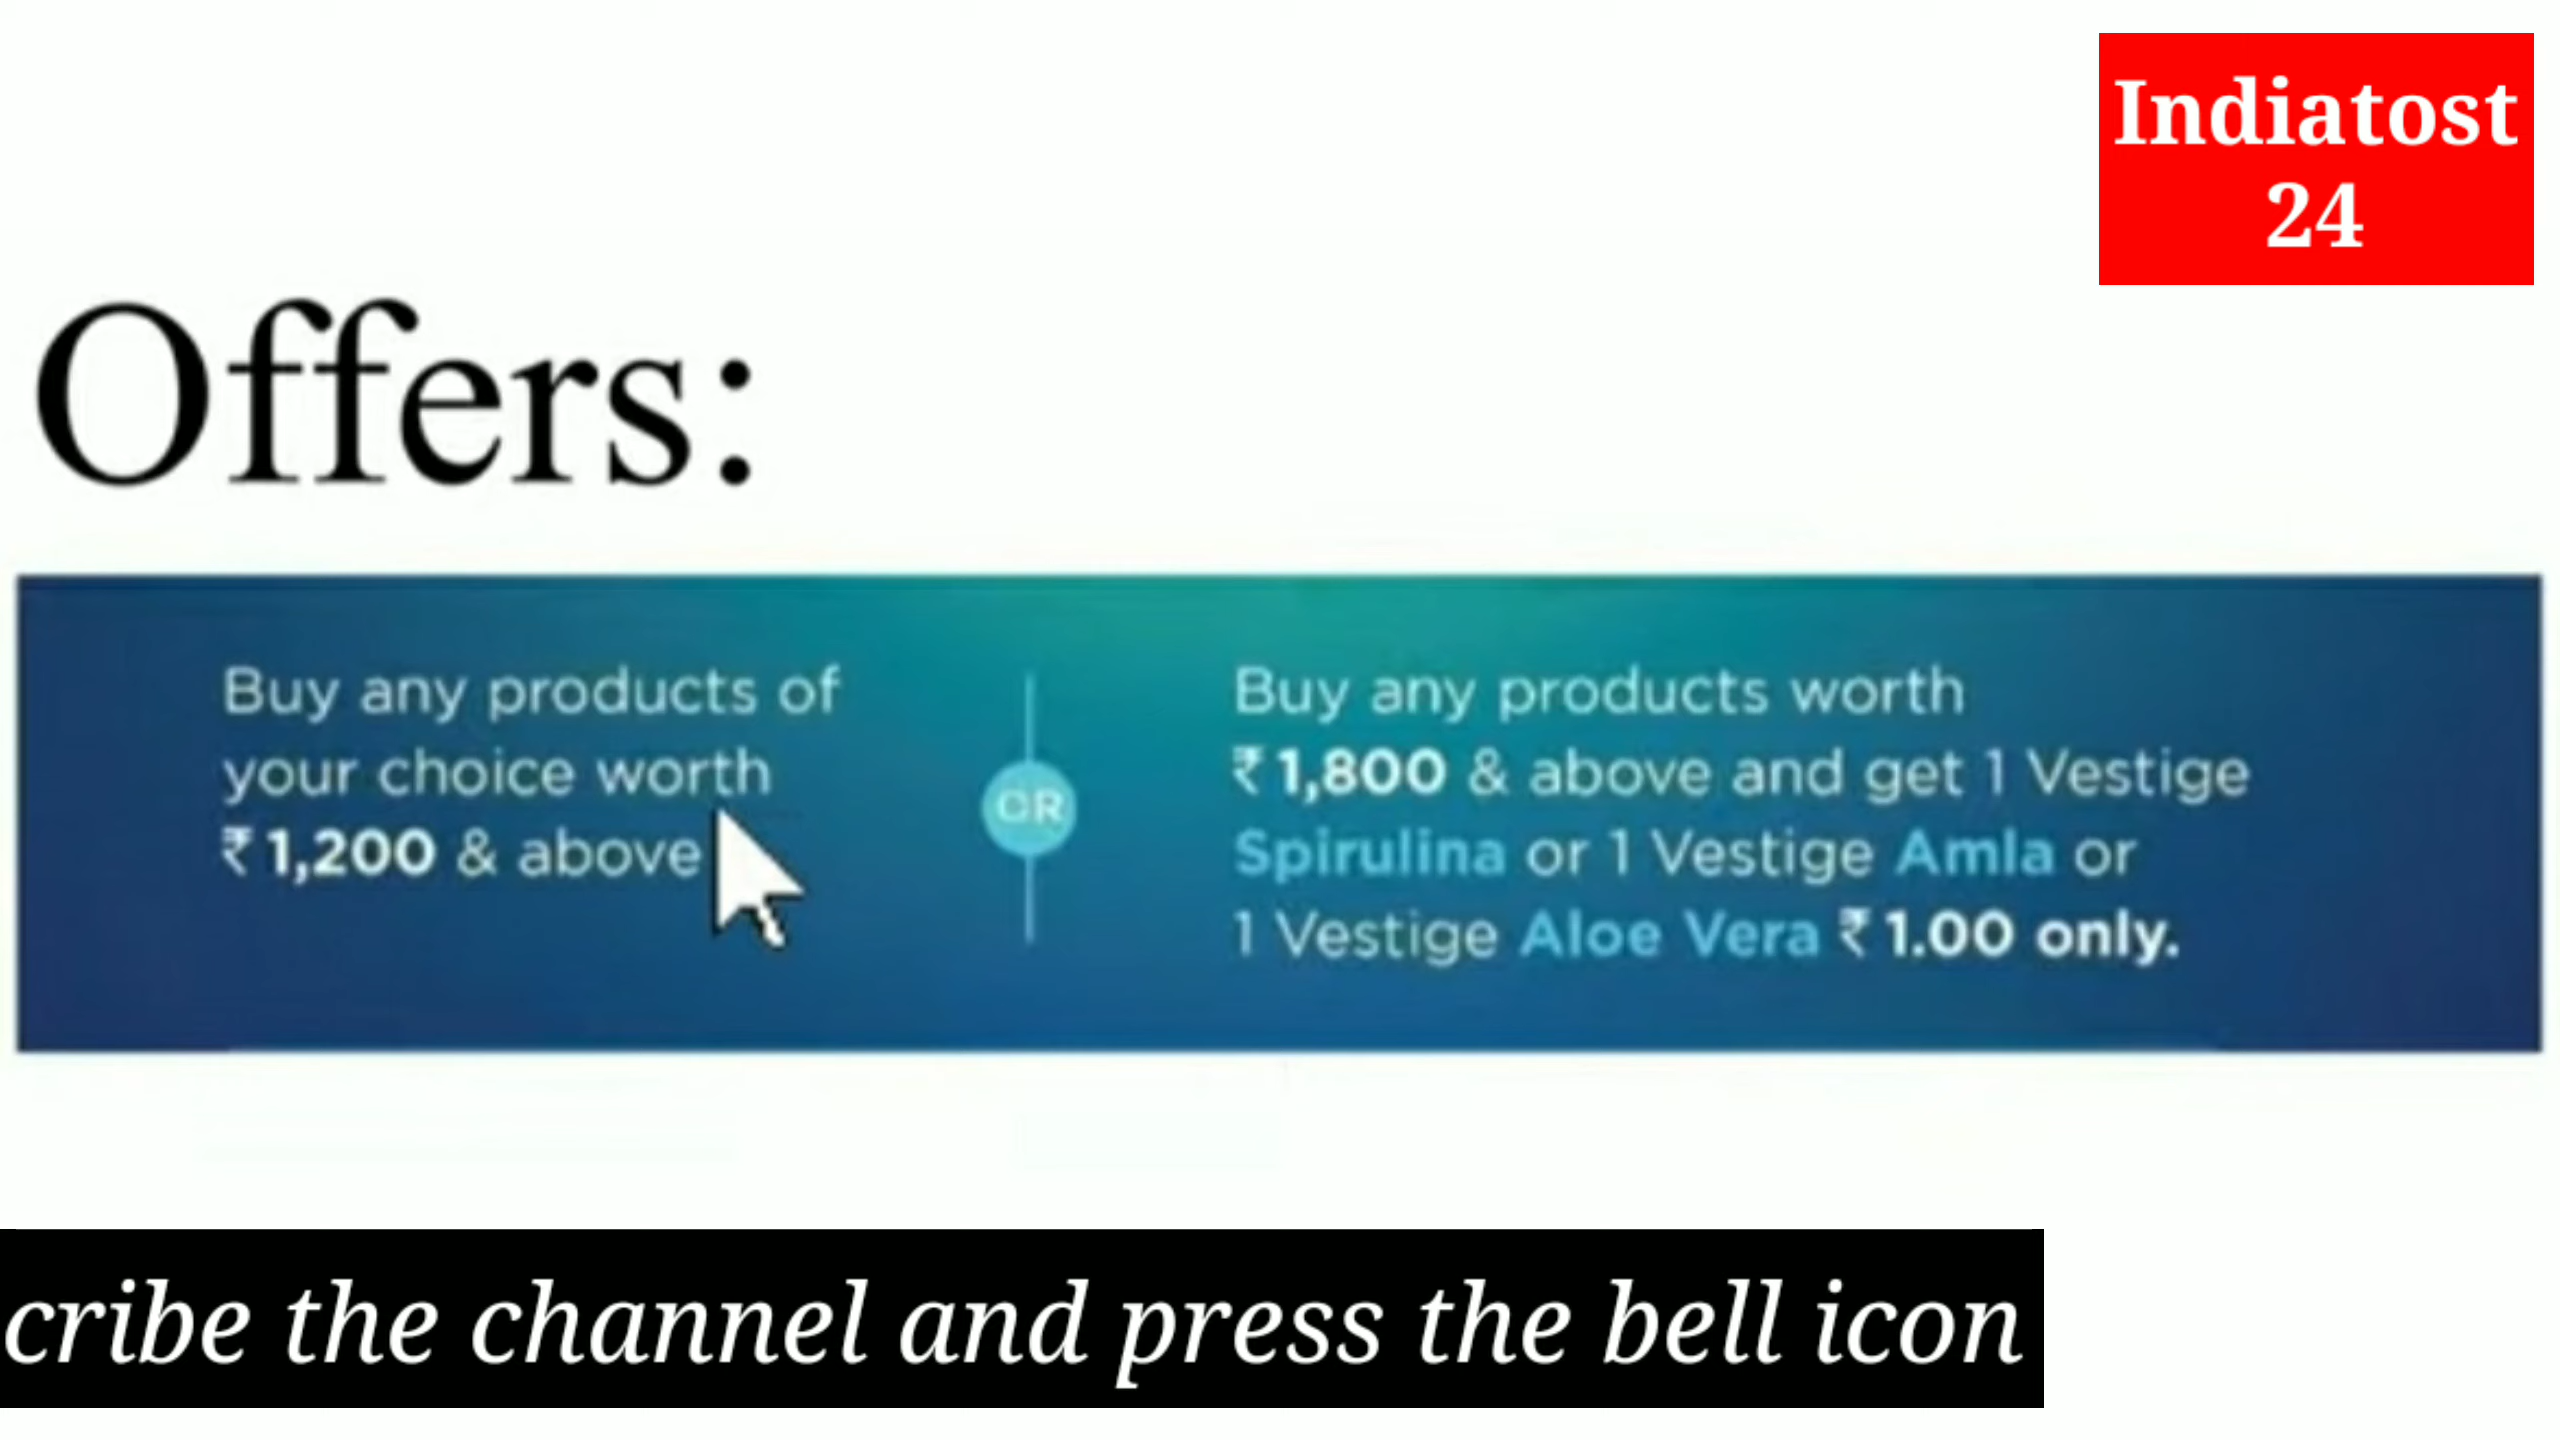 Indiatost
24
Offers:
Buy any products of
your choice worth
₹1,200 & above
OR
Buy any products worth
₹1,800 & above and get 1 Vestige
Spirulina or 1 Vestige Amla or
1 Vestige Aloe Vera ₹1.00 only.
cribe the channel and press the bell icon